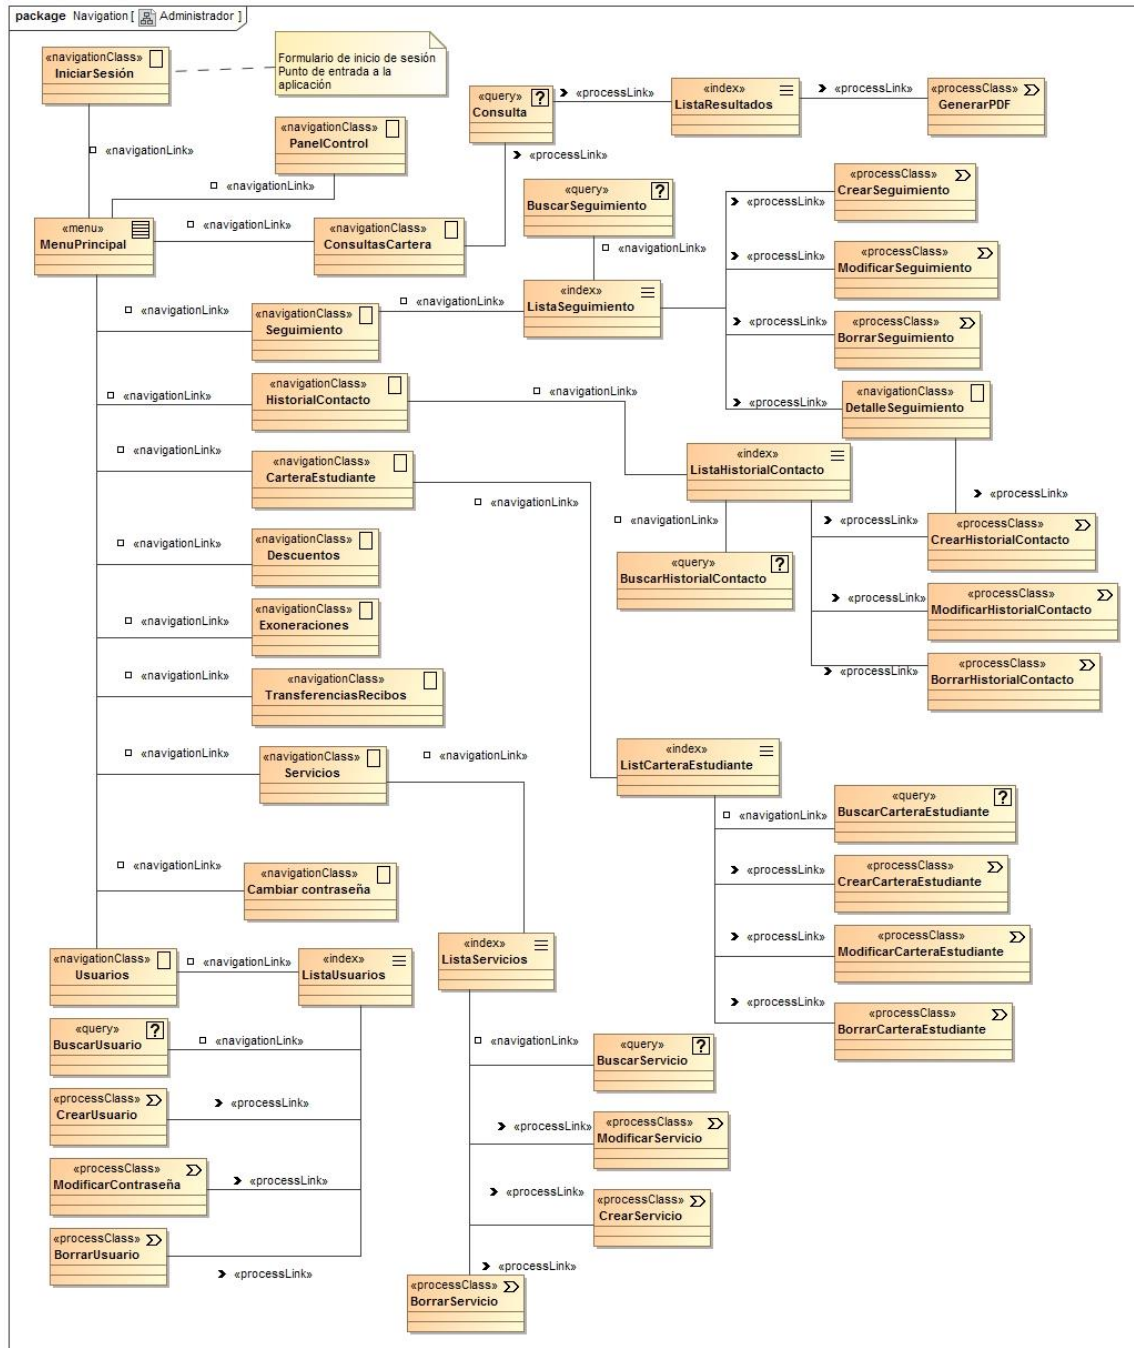 package Navigation [ Administrador ]
«navigationClass»
IniciarSesión
Formulario de inicio de sesión
Punto de entrada a la
aplicación
«navigationLink»
«navigationClass»
PanelControl
«navigationLink»
«query»
Consulta
«processLink»
«index»
ListaResultados
«processLink»
«processClass»
GenerarPDF
«processLink»
«menu»
MenuPrincipal
«navigationLink»
«navigationClass»
ConsultasCartera
«query»
BuscarSeguimiento
«navigationLink»
«processLink»
«processClass»
CrearSeguimiento
«processLink»
«processClass»
ModificarSeguimiento
«navigationLink»
«navigationClass»
Seguimiento
«navigationLink»
«index»
ListaSeguimiento
«processLink»
«processClass»
BorrarSeguimiento
«processLink»
«navigationClass»
DetalleSeguimiento
«navigationLink»
«navigationClass»
HistorialContacto
«navigationLink»
«index»
ListaHistorialContacto
«processLink»
«navigationLink»
«navigationClass»
CarteraEstudiante
«navigationLink»
«navigationLink»
«query»
BuscarHistorialContacto
«processLink»
«processClass»
CrearHistorialContacto
«processLink»
«processClass»
ModificarHistorialContacto
«processLink»
«processClass»
BorrarHistorialContacto
«navigationLink»
«navigationClass»
Descuentos
«navigationLink»
«navigationClass»
Exoneraciones
«navigationLink»
«navigationClass»
TransferenciasRecibos
«navigationLink»
«navigationClass»
Servicios
«navigationLink»
«index»
ListCarteraEstudiante
«navigationLink»
«query»
BuscarCarteraEstudiante
«processLink»
«processClass»
CrearCarteraEstudiante
«processLink»
«processClass»
ModificarCarteraEstudiante
«processLink»
«processClass»
BorrarCarteraEstudiante
«navigationLink»
«navigationClass»
Cambiar contraseña
«navigationClass»
Usuarios
«navigationLink»
«index»
ListaUsuarios
«index»
ListaServicios
«query»
BuscarUsuario
«navigationLink»
«processClass»
CrearUsuario
«processLink»
«processClass»
ModificarContraseña
«processLink»
«processClass»
BorrarUsuario
«processLink»
«navigationLink»
«query»
BuscarServicio
«processLink»
«processClass»
ModificarServicio
«processLink»
«processClass»
CrearServicio
«processLink»
«processClass»
BorrarServicio